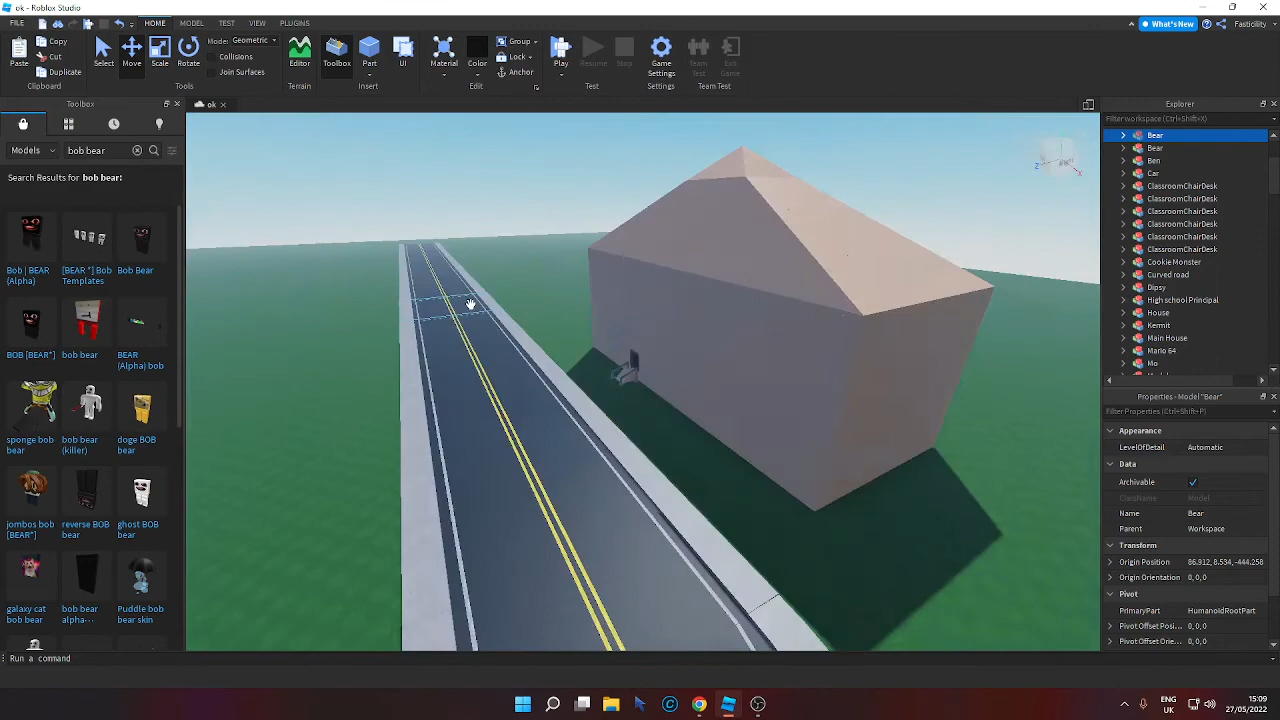 ok - Roblox Studio
FILE HOME MODEL TEST VIEW PLUGINS What's New Fasticility
Paste Copy Cut Duplicate Select Move Scale Rotate Mode: Geometric Collisions Join Surfaces Editor Toolbox Part UI Material Color Group Lock Anchor Play Resume Stop Game Settings Team Test Exit Game
Clipboard Tools Terrain Insert Edit Test Settings Team Test
Toolbox
ok
Models bob bear
Search Results for bob bear:
Bob | BEAR {Alpha}
[BEAR *] Bob Templates
Bob Bear
BOB [BEAR*]
bob bear
BEAR (Alpha) bob
sponge bob bear
bob bear (killer)
doge BOB bear
jombos bob [BEAR*]
reverse BOB bear
ghost BOB bear
galaxy cat bob bear
bob bear alpha-...
Puddle bob bear skin
Z
X
Explorer
Filter workspace (Ctrl+Shift+X)
Bear
Bear
Ben
Car
ClassroomChairDesk
ClassroomChairDesk
ClassroomChairDesk
ClassroomChairDesk
ClassroomChairDesk
ClassroomChairDesk
Cookie Monster
Curved road
Dipsy
High school Principal
House
Kermit
Main House
Mario 64
Mo
Properties - Model "Bear"
Filter Properties (Ctrl+Shift+P)
Appearance
LevelOfDetail Automatic
Data
Archivable
ClassName Model
Name Bear
Parent Workspace
Transform
Origin Position 86.912, 8.534, -444.258
Origin Orientation 0, 0, 0
Pivot
PrimaryPart HumanoidRootPart
Pivot Offset Posi... 0, 0, 0
Pivot Offset Orie... 0, 0, 0
Run a command
ENG
UK
15:09
27/05/2022